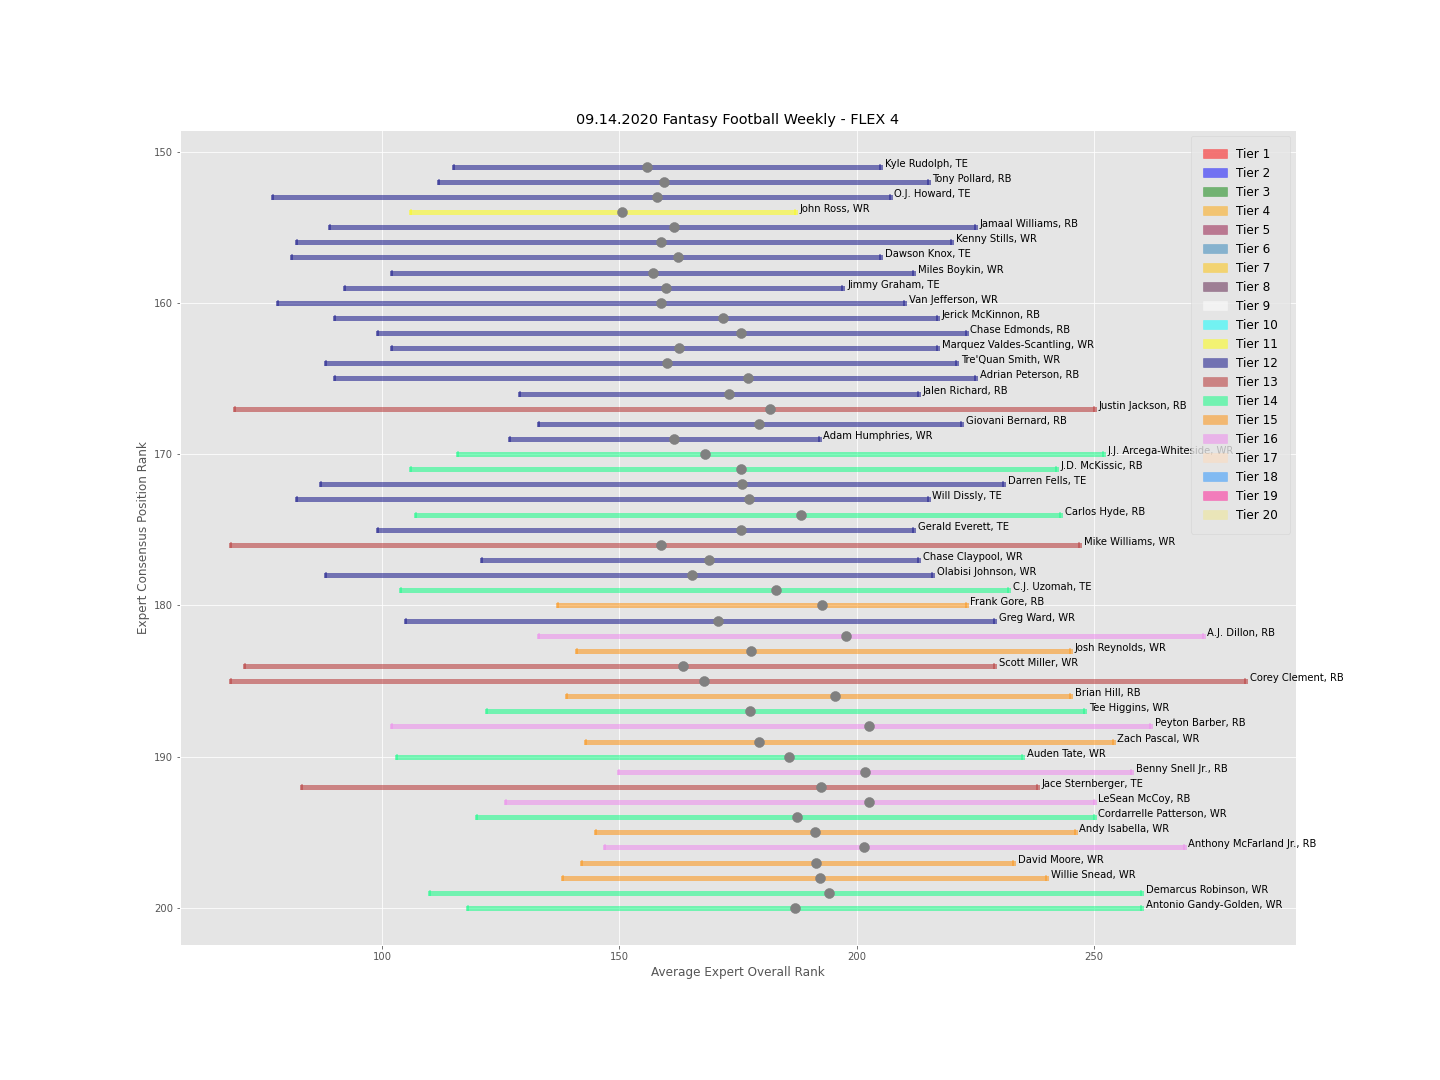 09.14.2020 Fantasy Football Weekly - FLEX 4
150
160
170
180
190
200
Expert Consensus Position Rank
Kyle Rudolph, TE
Tony Pollard, RB
O.J. Howard, TE
John Ross, WR
Jamaal Williams, RB
Kenny Stills, WR
Dawson Knox, TE
Miles Boykin, WR
Jimmy Graham, TE
Van Jefferson, WR
Jerick McKinnon, RB
Chase Edmonds, RB
Marquez Valdes-Scantling, WR
Tre'Quan Smith, WR
Adrian Peterson, RB
Jalen Richard, RB
Justin Jackson, RB
Giovani Bernard, RB
Adam Humphries, WR
J.J. Arcega-Whiteside, WR
J.D. McKissic, RB
Darren Fells, TE
Will Dissly, TE
Carlos Hyde, RB
Gerald Everett, TE
Mike Williams, WR
Chase Claypool, WR
Olabisi Johnson, WR
C.J. Uzomah, TE
Frank Gore, RB
Greg Ward, WR
A.J. Dillon, RB
Josh Reynolds, WR
Scott Miller, WR
Corey Clement, RB
Brian Hill, RB
Tee Higgins, WR
Peyton Barber, RB
Zach Pascal, WR
Auden Tate, WR
Benny Snell Jr., RB
Jace Sternberger, TE
LeSean McCoy, RB
Cordarrelle Patterson, WR
Andy Isabella, WR
Anthony McFarland Jr., RB
David Moore, WR
Willie Snead, WR
Demarcus Robinson, WR
Antonio Gandy-Golden, WR
Tier 1
Tier 2
Tier 3
Tier 4
Tier 5
Tier 6
Tier 7
Tier 8
Tier 9
Tier 10
Tier 11
Tier 12
Tier 13
Tier 14
Tier 15
Tier 16
Tier 17
Tier 18
Tier 19
Tier 20
100
150
200
250
Average Expert Overall Rank